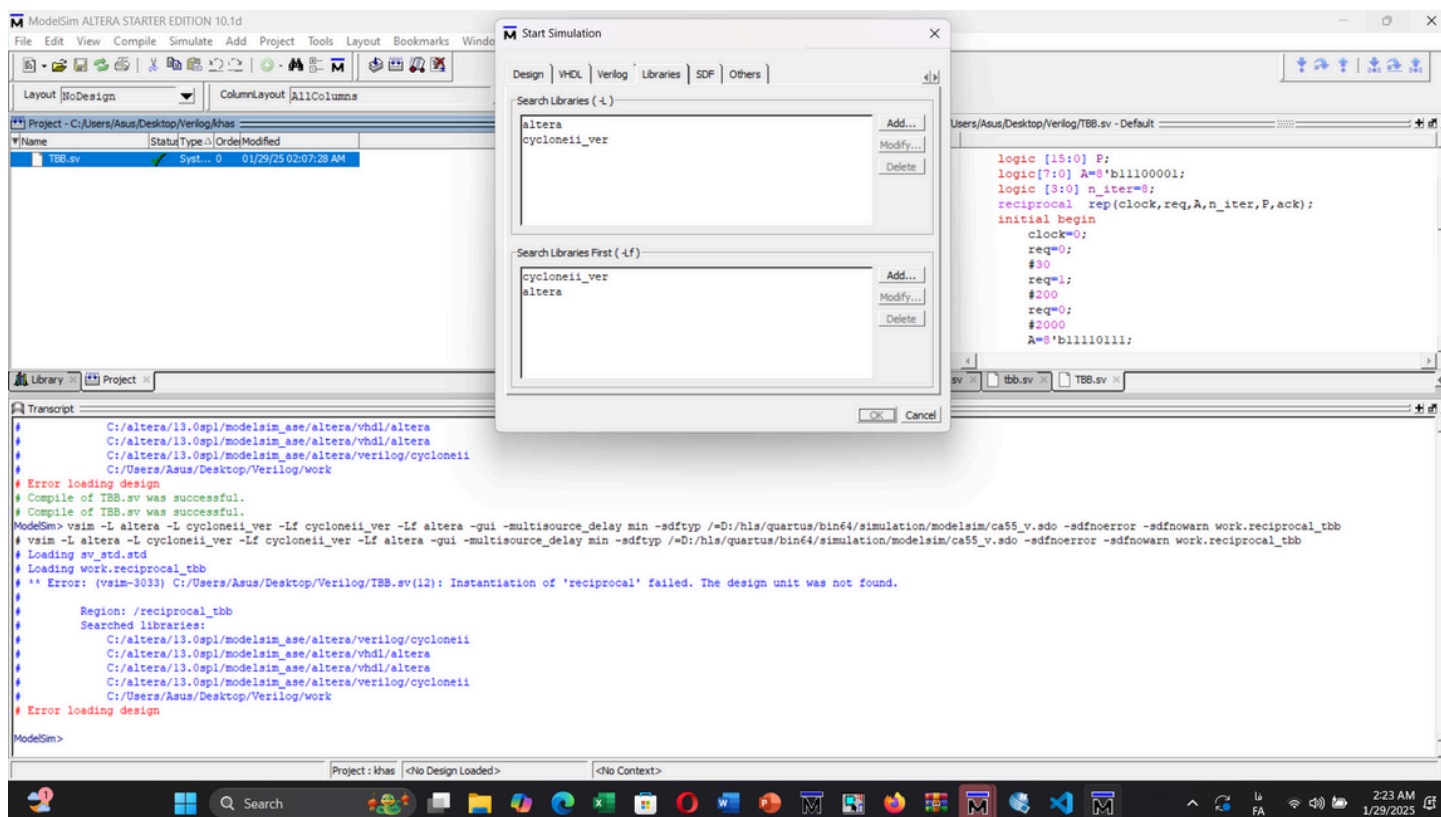 ModelSim ALTERA STARTER EDITION 10.1d
File Edit View Compile Simulate Add Project Tools Layout Bookmarks Windo
Layout NoDesign
ColumnLayout AllColumns
Project - C:/Users/Asus/Desktop/Verilog/khas
Name Status Type Order Modified
TBB.sv Syst... 0 01/29/25 02:07:28 AM
Library Project
Start Simulation
Design VHDL Verilog Libraries SDF Others
Search Libraries ( -L )
altera
cycloneii_ver
Add...
Modify...
Delete
Search Libraries First ( -Lf )
cycloneii_ver
altera
Add...
Modify...
Delete
OK Cancel
Users/Asus/Desktop/Verilog/TBB.sv - Default
logic [15:0] P;
logic[7:0] A=8'b11100001;
logic [3:0] n_iter=8;
reciprocal rep(clock,req,A,n_iter,P,ack);
initial begin
clock=0;
req=0;
#30
req=1;
#200
req=0;
#2000
A=8'b11110111;
sv tbb.sv TBB.sv
Transcript
# C:/altera/13.0sp1/modelsim_ase/altera/vhdl/altera
# C:/altera/13.0sp1/modelsim_ase/altera/vhdl/altera
# C:/altera/13.0sp1/modelsim_ase/altera/verilog/cycloneii
# C:/Users/Asus/Desktop/Verilog/work
# Error loading design
# Compile of TBB.sv was successful.
# Compile of TBB.sv was successful.
ModelSim> vsim -L altera -L cycloneii_ver -Lf cycloneii_ver -Lf altera -gui -multisource_delay min -sdftyp /=D:/hls/quartus/bin64/simulation/modelsim/ca55_v.sdo -sdfnoerror -sdfnowarn work.reciprocal_tbb
# vsim -L altera -L cycloneii_ver -Lf cycloneii_ver -Lf altera -gui -multisource_delay min -sdftyp /=D:/hls/quartus/bin64/simulation/modelsim/ca55_v.sdo -sdfnoerror -sdfnowarn work.reciprocal_tbb
# Loading sv_std.std
# Loading work.reciprocal_tbb
# ** Error: (vsim-3033) C:/Users/Asus/Desktop/Verilog/TBB.sv(12): Instantiation of 'reciprocal' failed. The design unit was not found.
#
# Region: /reciprocal_tbb
# Searched libraries:
# C:/altera/13.0sp1/modelsim_ase/altera/verilog/cycloneii
# C:/altera/13.0sp1/modelsim_ase/altera/vhdl/altera
# C:/altera/13.0sp1/modelsim_ase/altera/vhdl/altera
# C:/altera/13.0sp1/modelsim_ase/altera/verilog/cycloneii
# C:/Users/Asus/Desktop/Verilog/work
# Error loading design
ModelSim>
Project : khas <No Design Loaded> <No Context>
1
Search
فا
FA
2:23 AM
1/29/2025